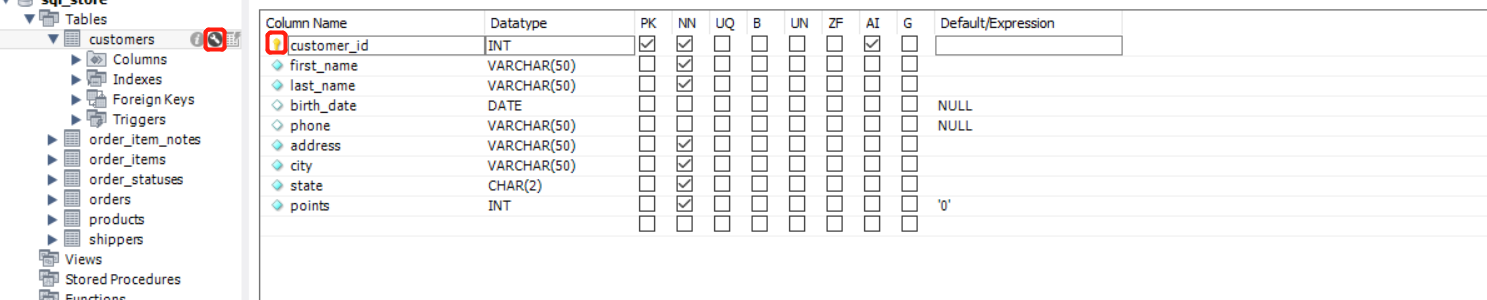 sql_store
Tables
customers
Columns
Indexes
Foreign Keys
Triggers
order_item_notes
order_items
order_statuses
orders
products
shippers
Views
Stored Procedures
Functions
Column Name Datatype PK NN UQ B UN ZF AI G Default/Expression
customer_id INT
first_name VARCHAR(50)
last_name VARCHAR(50)
birth_date DATE NULL
phone VARCHAR(50) NULL
address VARCHAR(50)
city VARCHAR(50)
state CHAR(2)
points INT '0'